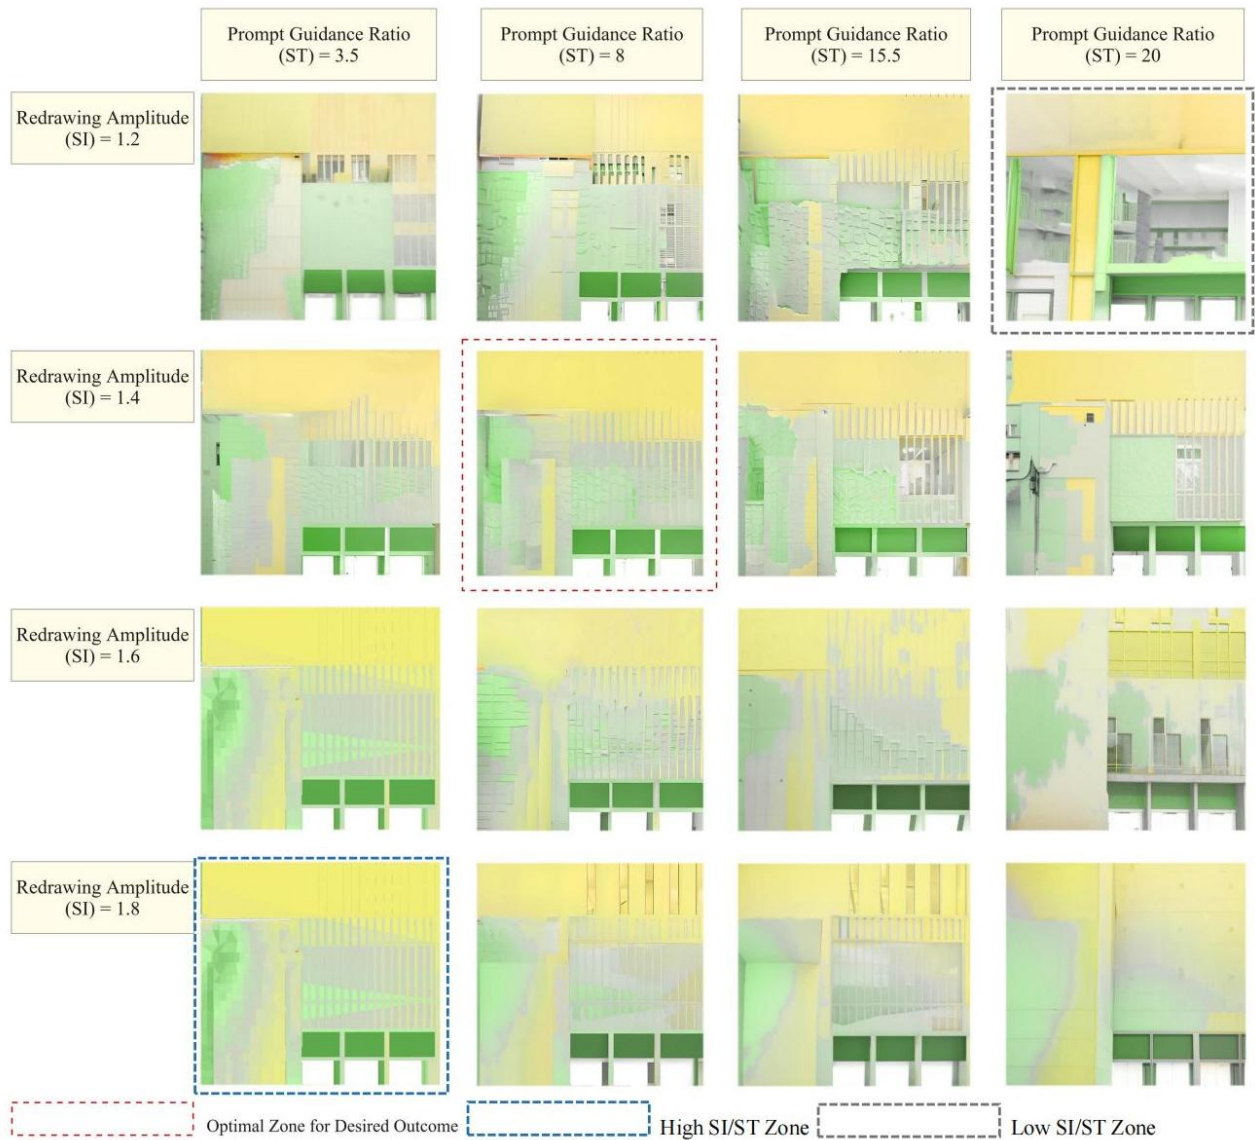 Prompt Guidance Ratio
(ST) = 3.5
Prompt Guidance Ratio
(ST) = 8
Prompt Guidance Ratio
(ST) = 15.5
Prompt Guidance Ratio
(ST) = 20
Redrawing Amplitude
(SI) = 1.2
Redrawing Amplitude
(SI) = 1.4
Redrawing Amplitude
(SI) = 1.6
Redrawing Amplitude
(SI) = 1.8
Optimal Zone for Desired Outcome
High SI/ST Zone
Low SI/ST Zone